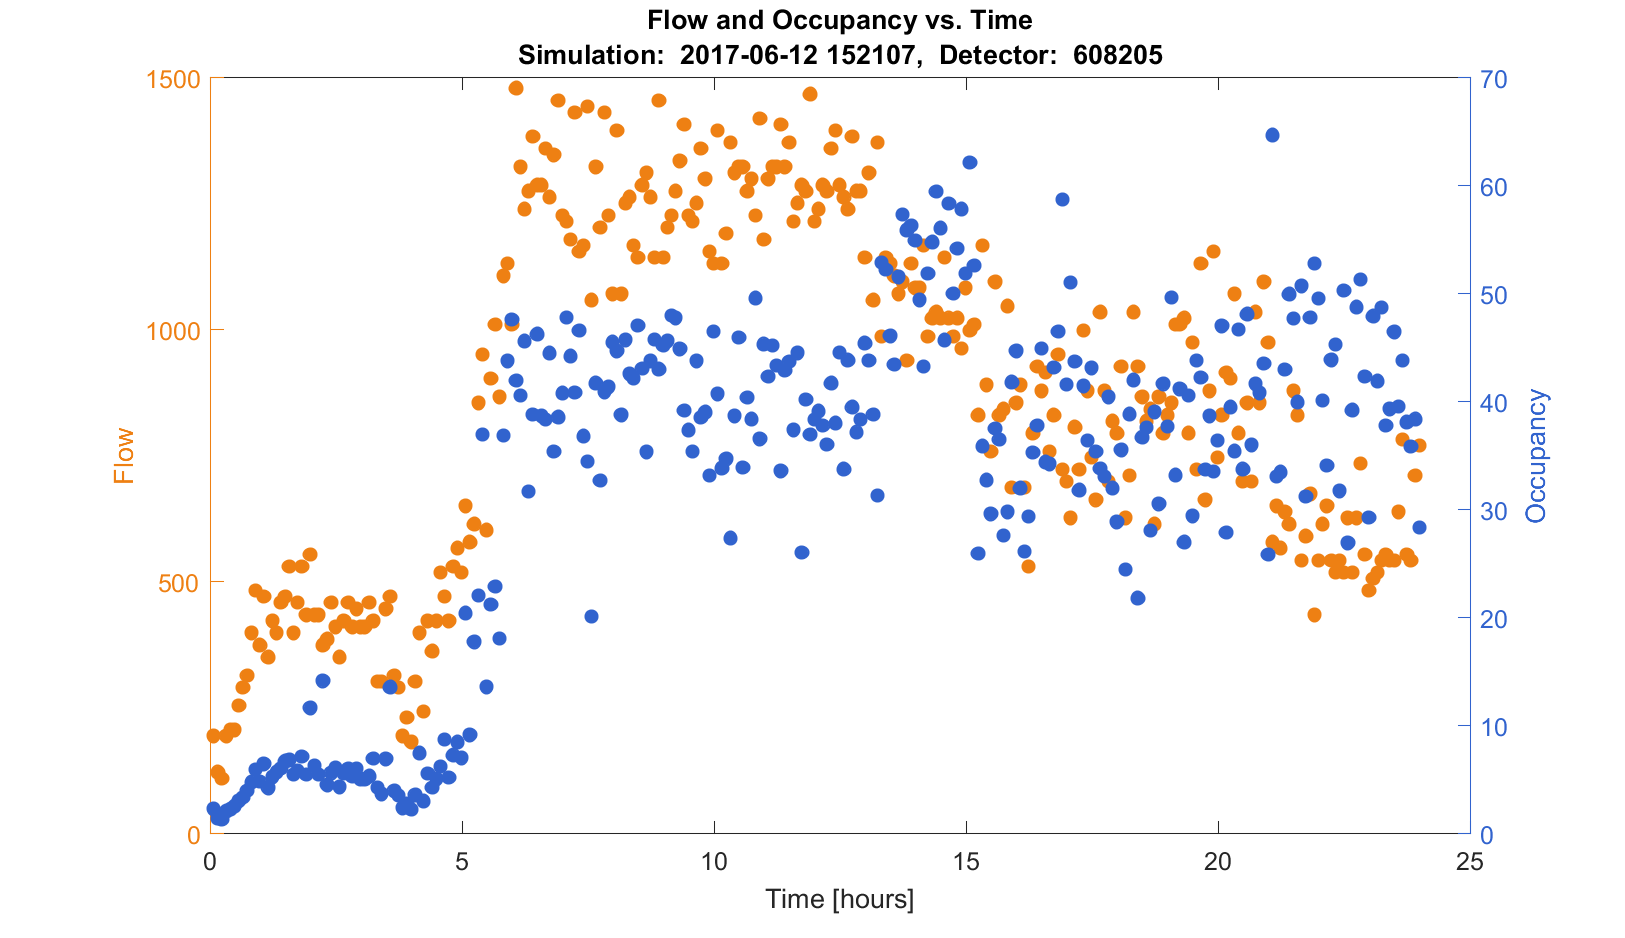 Flow and Occupancy vs. Time
Simulation:  2017-06-12 152107,  Detector:  608205
1500
1000
500
0
Flow
70
60
50
40
30
20
10
0
Occupancy
0 5 10 15 20 25
Time [hours]